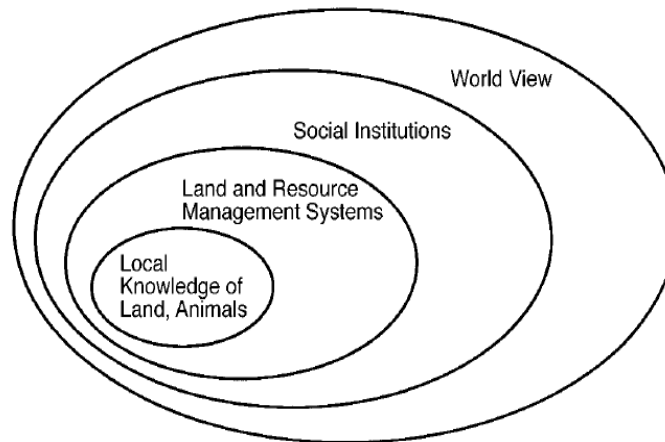 World View
Social Institutions
Land and Resource
Management Systems
Local
Knowledge of
Land, Animals